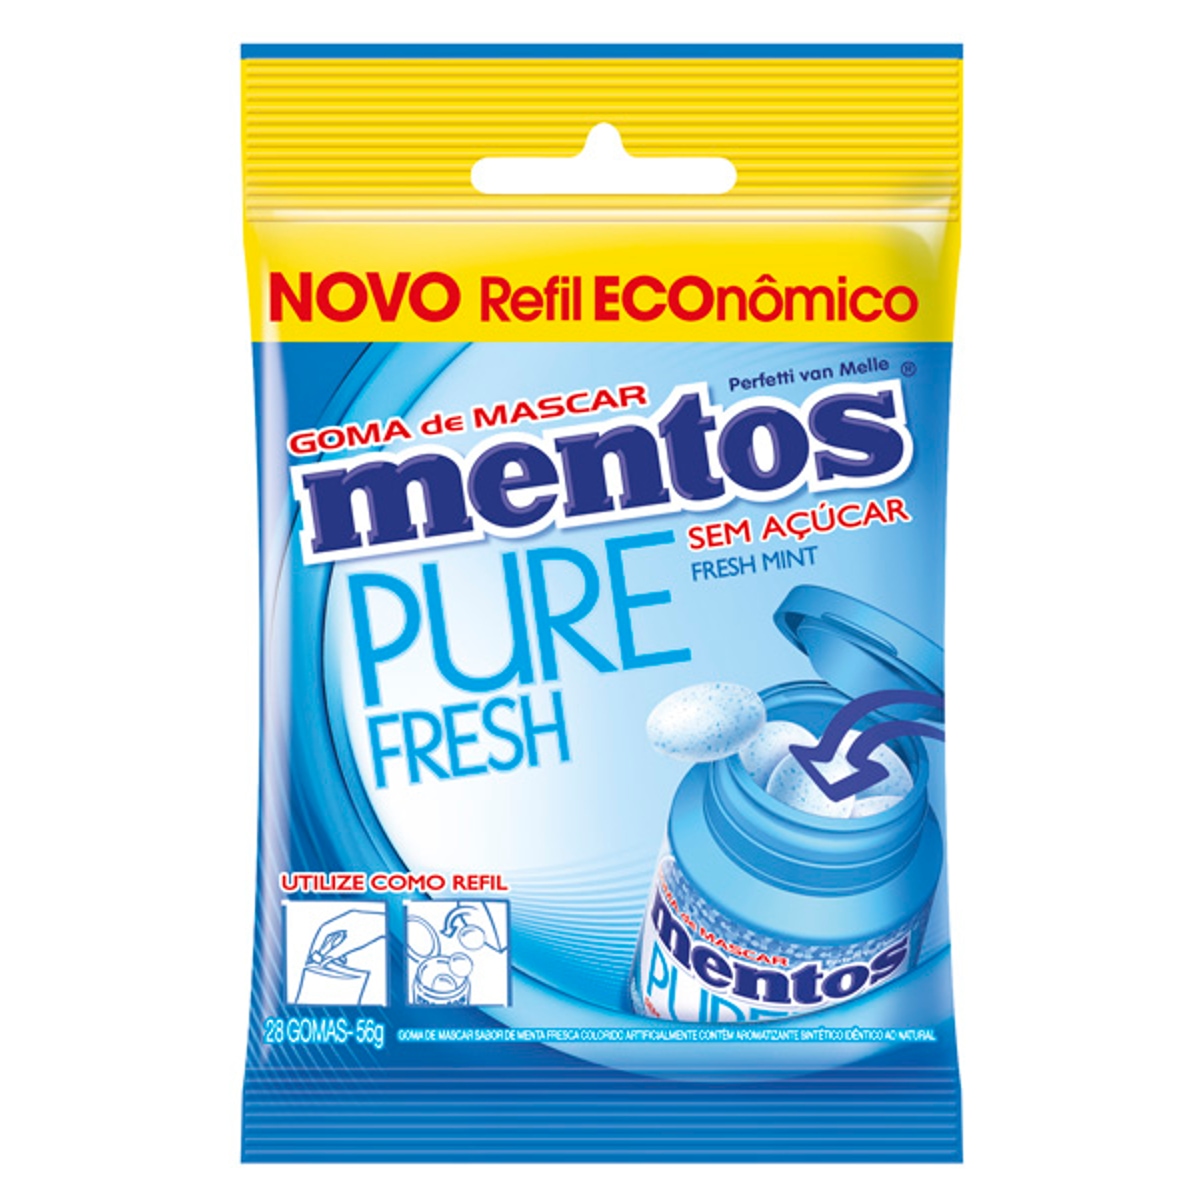 NOVO Refil ECOnômico
Perfetti van Melle ®
GOMA de MASCAR
mentos
SEM AÇÚCAR
FRESH MINT
PURE
FRESH
UTILIZE COMO REFIL
GOMA de MASCAR
mentos
PURE
28 GOMAS- 56g
GOMA DE MASCAR SABOR DE MENTA FRESCA COLORIDO ARTIFICIALMENTE CONTÉM AROMATIZANTE SINTÉTICO IDÊNTICO AO NATURAL